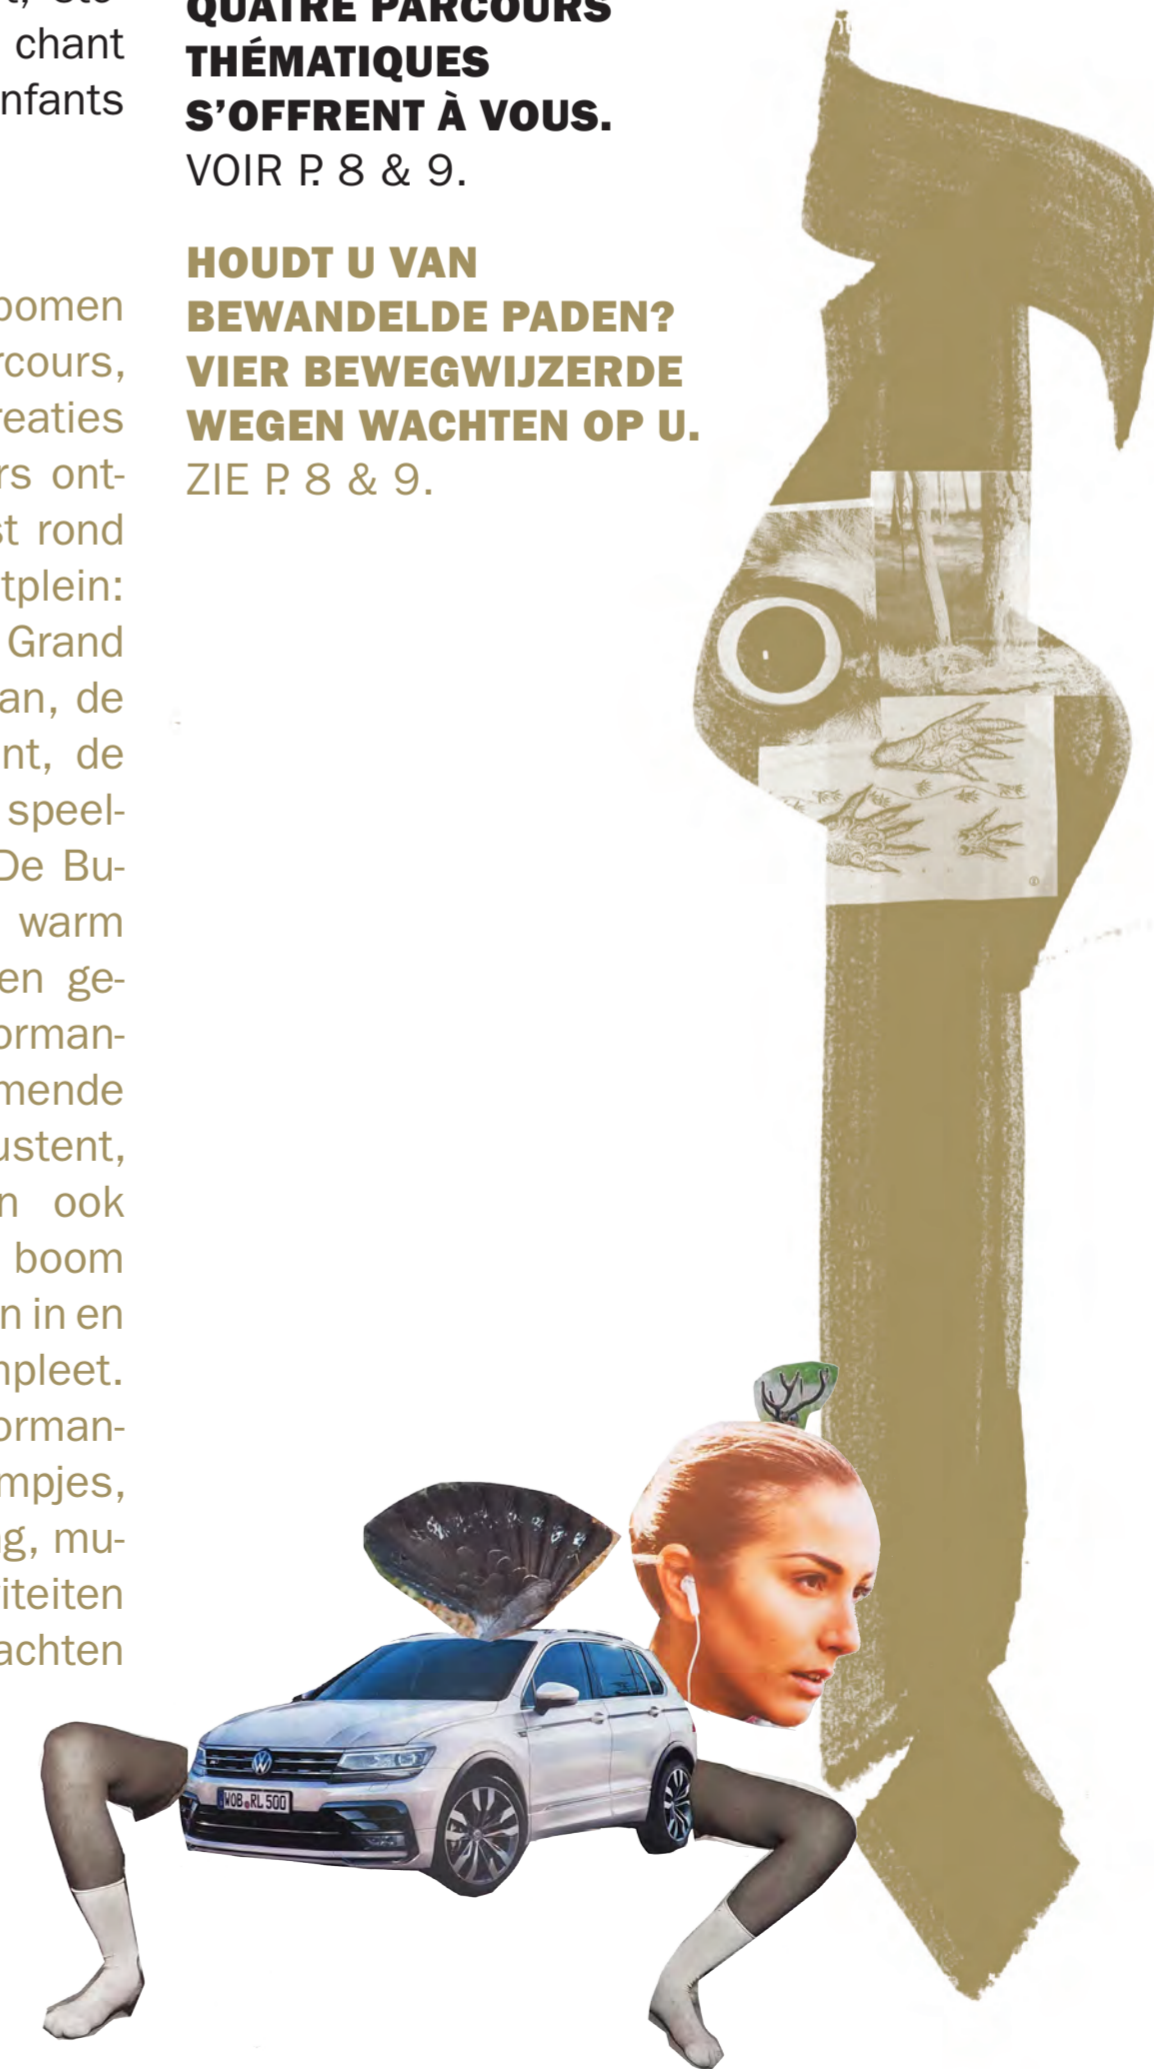 chant
nfants
QUATRE PARCOURS
THÉMATIQUES
S’OFFRENT À VOUS.
VOIR P. 8 & 9.
HOUDT U VAN
BEWANDELDE PADEN?
VIER BEWEGWIJZERDE
WEGEN WACHTEN OP U.
ZIE P. 8 & 9.
omen
rcours,
reaties
rs ont-
st rond
tplein:
Grand
an, de
nt, de
speel-
De Bu-
warm
en ge-
orman-
mende
ustent,
n ook
boom
n in en
mpleet.
orman-
mpjes,
g, mu-
iteiten
achten
WOB RL 500